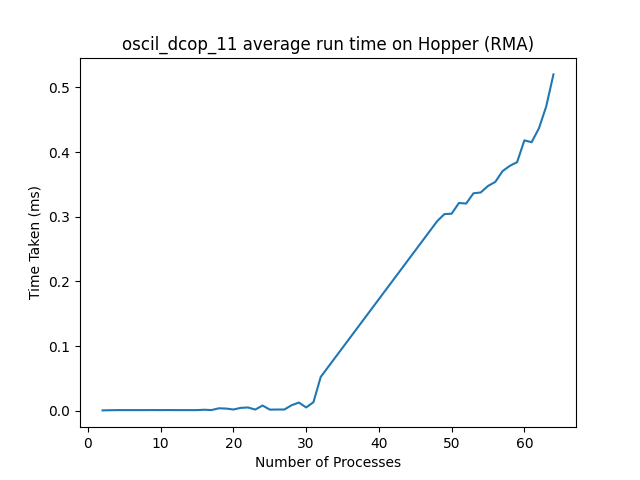 oscil_dcop_11 average run time on Hopper (RMA)
Time Taken (ms)
0.5
0.4
0.3
0.2
0.1
0.0
0 10 20 30 40 50 60
Number of Processes